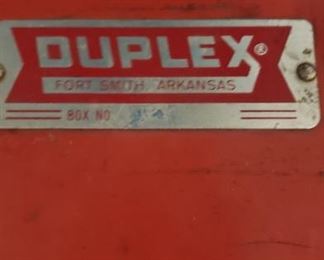 DUPLEX®
FORT SMITH, ARKANSAS
BOX NO